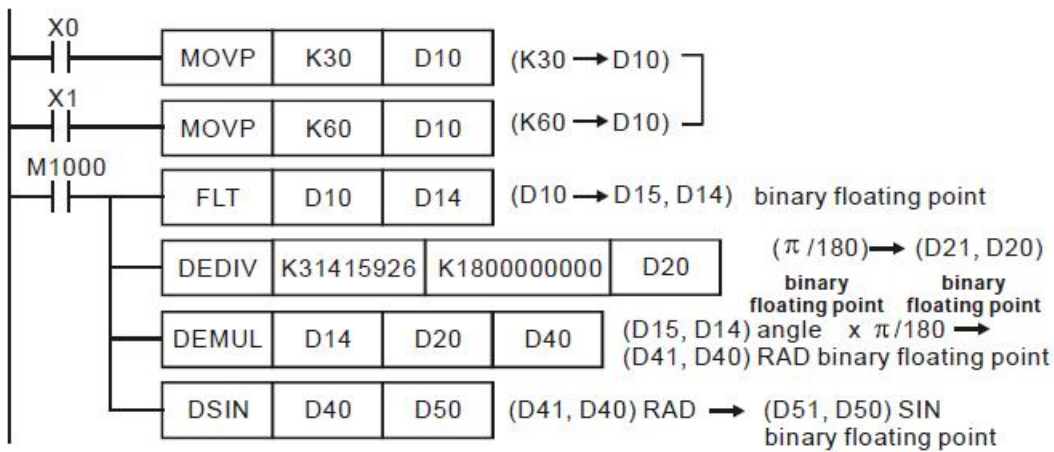 X0
MOVP K30 D10 (K30 → D10)
X1
MOVP K60 D10 (K60 → D10)
M1000
FLT D10 D14 (D10 → D15, D14) binary floating point
DEDIV K31415926 K1800000000 D20 (π/180) → (D21, D20)
binary binary
floating point floating point
DEMUL D14 D20 D40 (D15, D14) angle x π/180 →
(D41, D40) RAD binary floating point
DSIN D40 D50 (D41, D40) RAD → (D51, D50) SIN
binary floating point